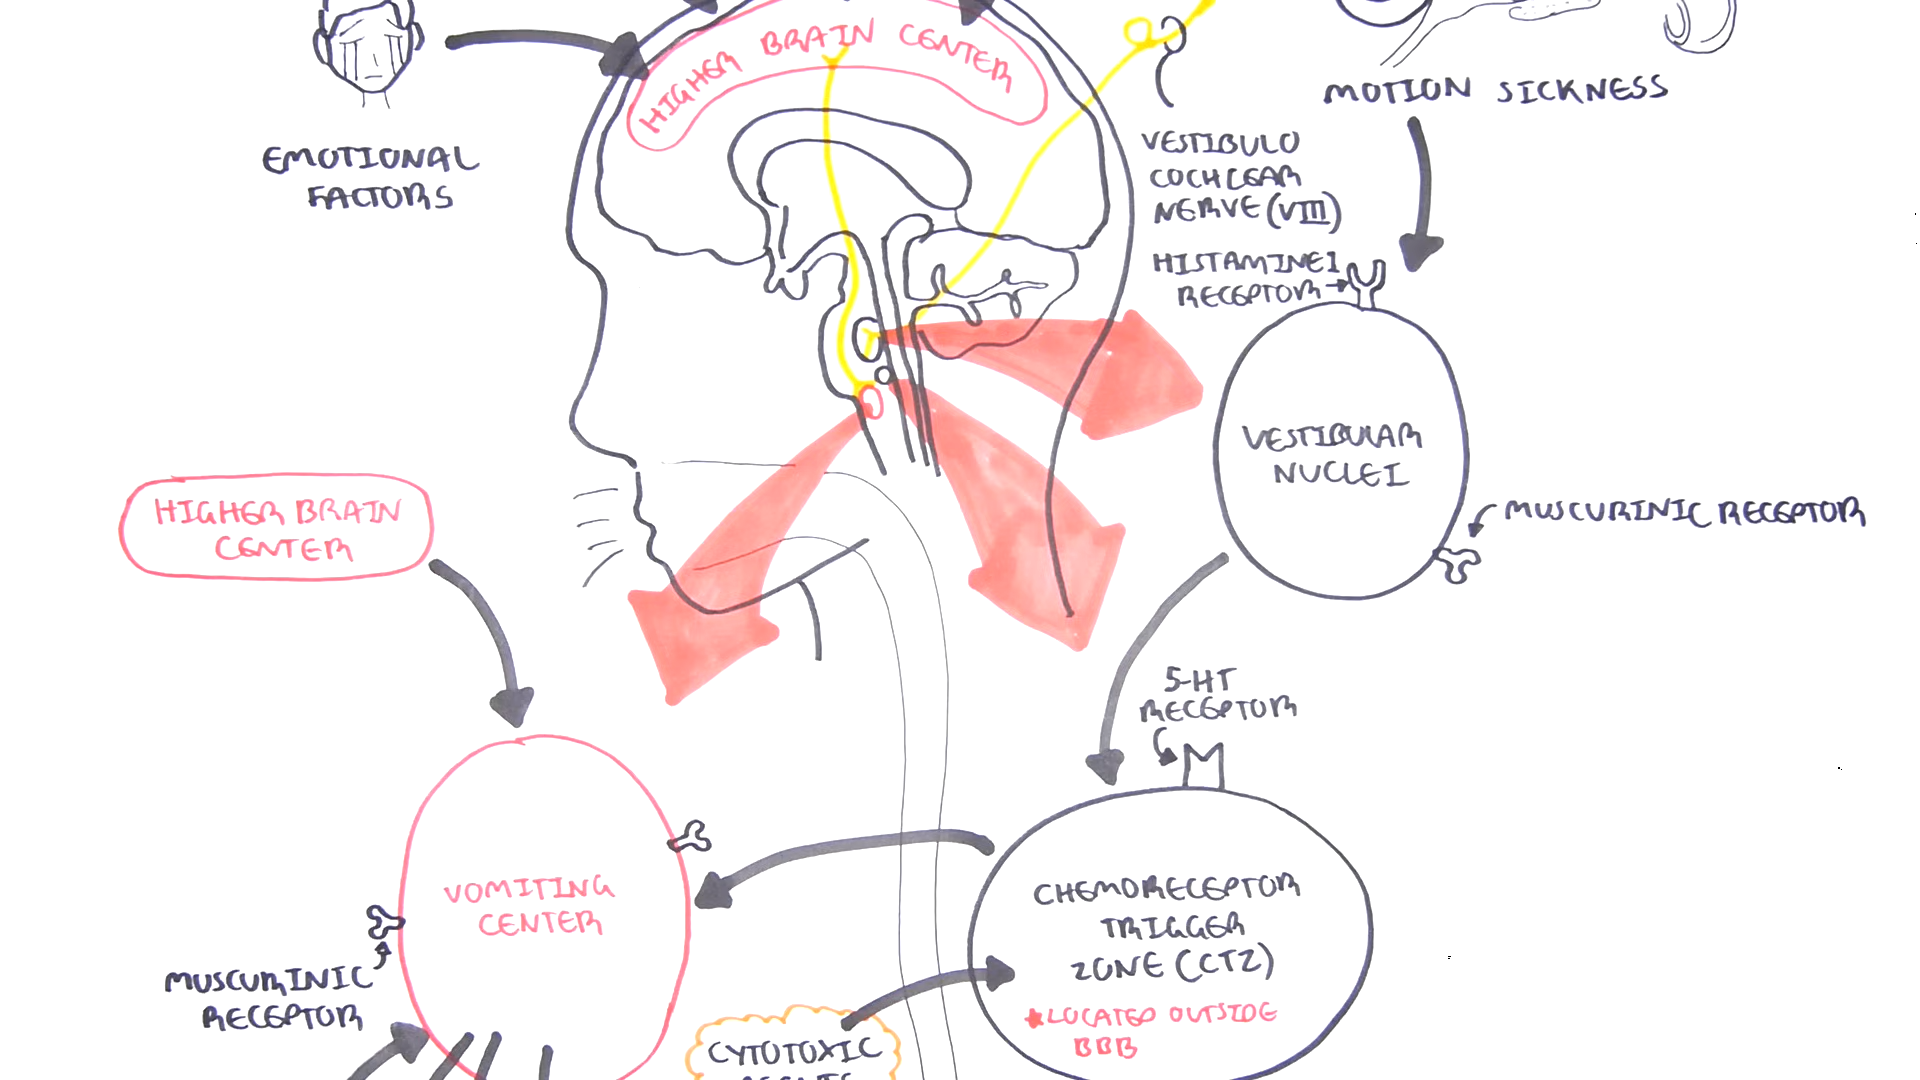 HIGHER BRAIN CENTER
EMOTIONAL
FACTORS
MOTION SICKNESS
VESTIBULO
COCHLEAR
NERVE (VIII)
HISTAMINE1
RECEPTOR
VESTIBULAR
NUCLEI
MUSCURINIC RECEPTOR
HIGHER BRAIN
CENTER
5-HT
RECEPTOR
VOMITING
CENTER
MUSCURINIC
RECEPTOR
CHEMORECEPTOR
TRIGGER
ZONE (CTZ)
*LOCATED OUTSIDE
BBB
CYTOTOXIC